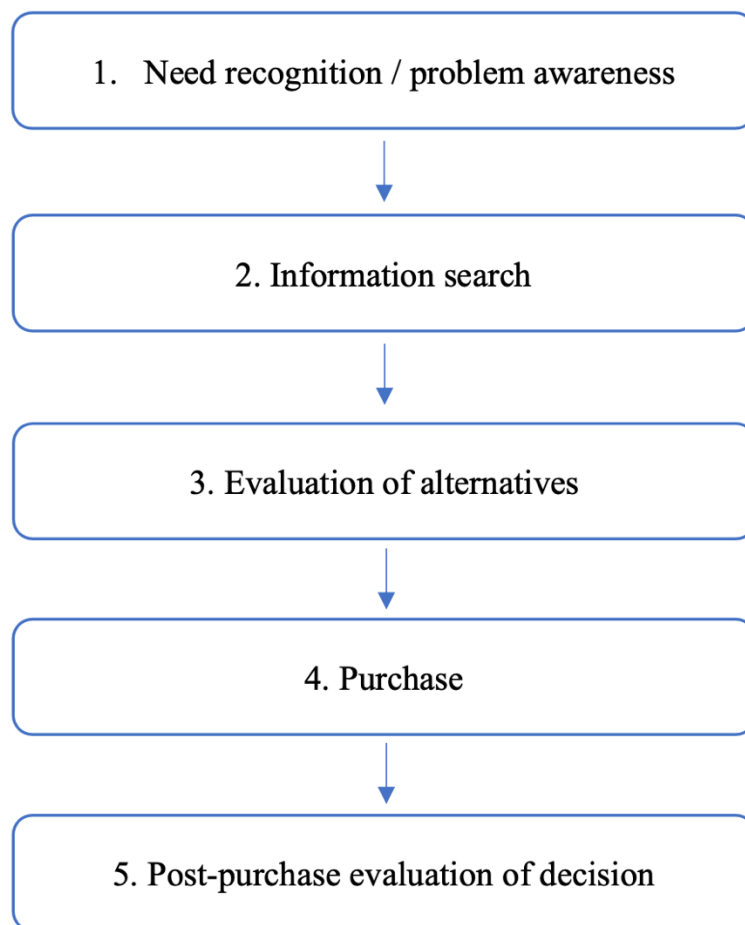 1. Need recognition / problem awareness
2. Information search
3. Evaluation of alternatives
4. Purchase
5. Post-purchase evaluation of decision